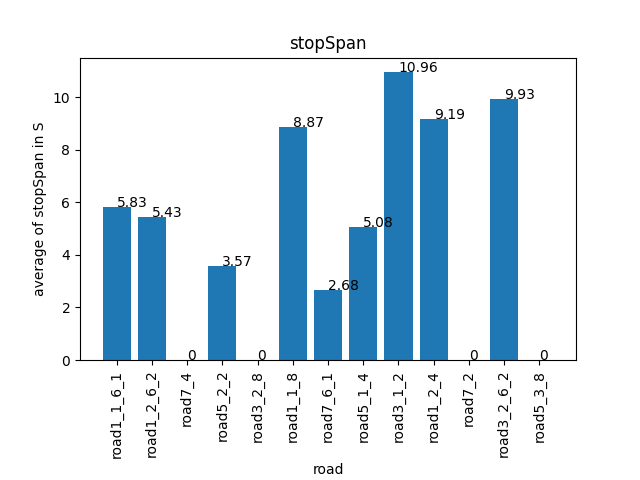 stopSpan
average of stopSpan in S
10
8
6
4
2
0
5.83
5.43
0
3.57
0
8.87
2.68
5.08
10.96
9.19
0
9.93
0
road1_1_6_1
road1_2_6_2
road7_4
road5_2_2
road3_2_8
road1_1_8
road7_6_1
road5_1_4
road3_1_2
road1_2_4
road7_2
road3_2_6_2
road5_3_8
road